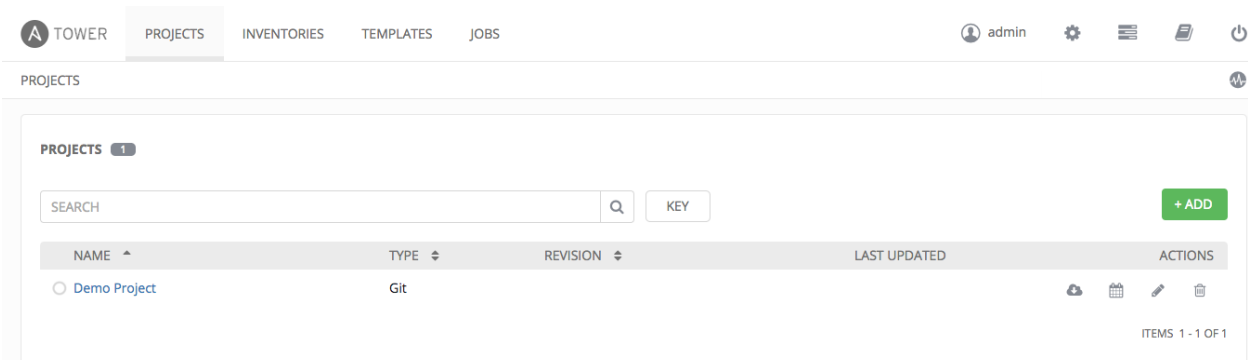 A TOWER PROJECTS INVENTORIES TEMPLATES JOBS admin
PROJECTS
PROJECTS 1
SEARCH KEY + ADD
NAME TYPE REVISION LAST UPDATED ACTIONS
Demo Project Git
ITEMS 1 - 1 OF 1